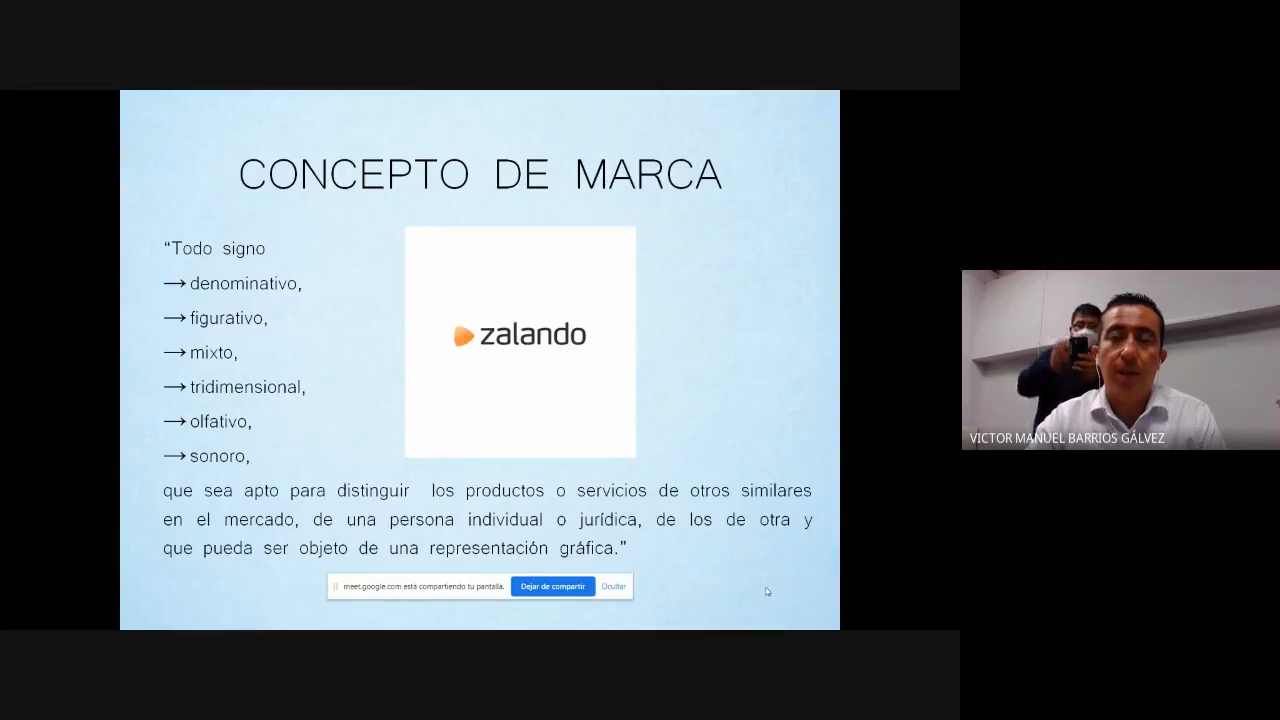 CONCEPTO DE MARCA
“Todo signo
→denominativo,
→figurativo,
→mixto,
→tridimensional,
→olfativo,
→sonoro,
zalando
que sea apto para distinguir los productos o servicios de otros similares
en el mercado, de una persona individual o jurídica, de los de otra y
que pueda ser objeto de una representación gráfica.”
meet.google.com está compartiendo tu pantalla. Dejar de compartir Ocultar
VICTOR MANUEL BARRIOS GÁLVEZ